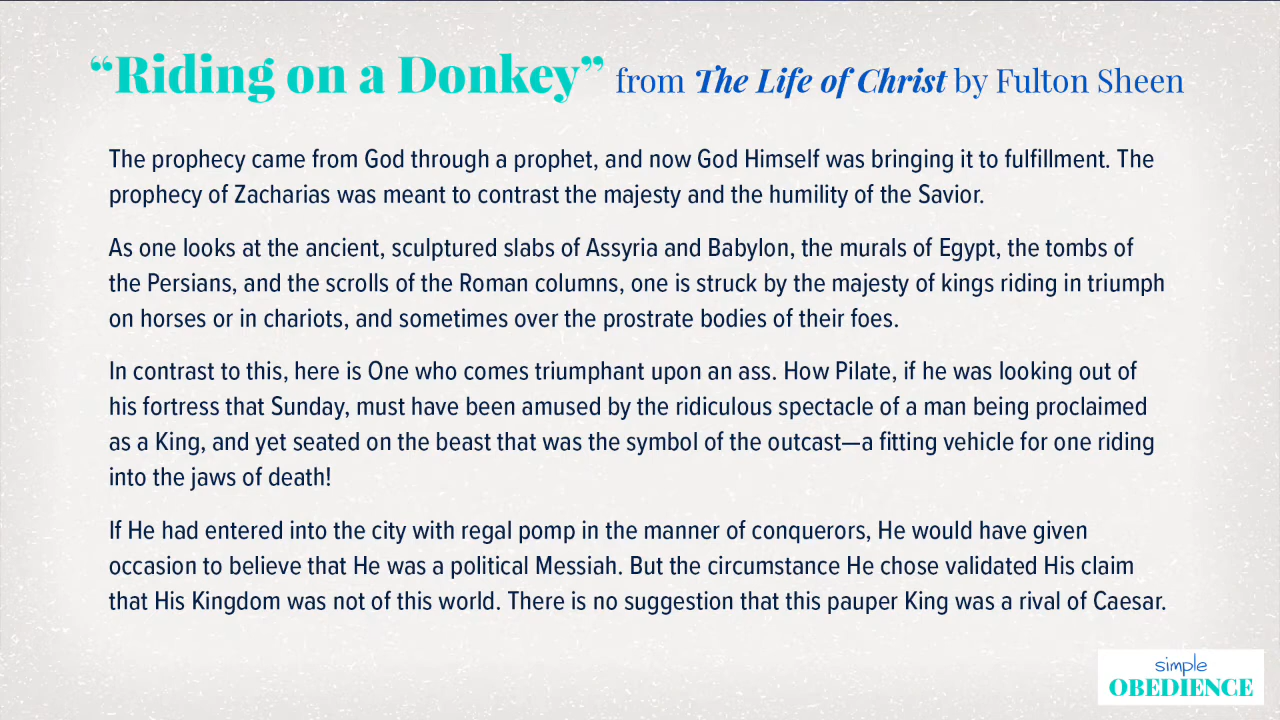 “Riding on a Donkey” from The Life of Christ by Fulton Sheen
The prophecy came from God through a prophet, and now God Himself was bringing it to fulfillment. The
prophecy of Zacharias was meant to contrast the majesty and the humility of the Savior.
As one looks at the ancient, sculptured slabs of Assyria and Babylon, the murals of Egypt, the tombs of
the Persians, and the scrolls of the Roman columns, one is struck by the majesty of kings riding in triumph
on horses or in chariots, and sometimes over the prostrate bodies of their foes.
In contrast to this, here is One who comes triumphant upon an ass. How Pilate, if he was looking out of
his fortress that Sunday, must have been amused by the ridiculous spectacle of a man being proclaimed
as a King, and yet seated on the beast that was the symbol of the outcast—a fitting vehicle for one riding
into the jaws of death!
If He had entered into the city with regal pomp in the manner of conquerors, He would have given
occasion to believe that He was a political Messiah. But the circumstance He chose validated His claim
that His Kingdom was not of this world. There is no suggestion that this pauper King was a rival of Caesar.
simple
OBEDIENCE